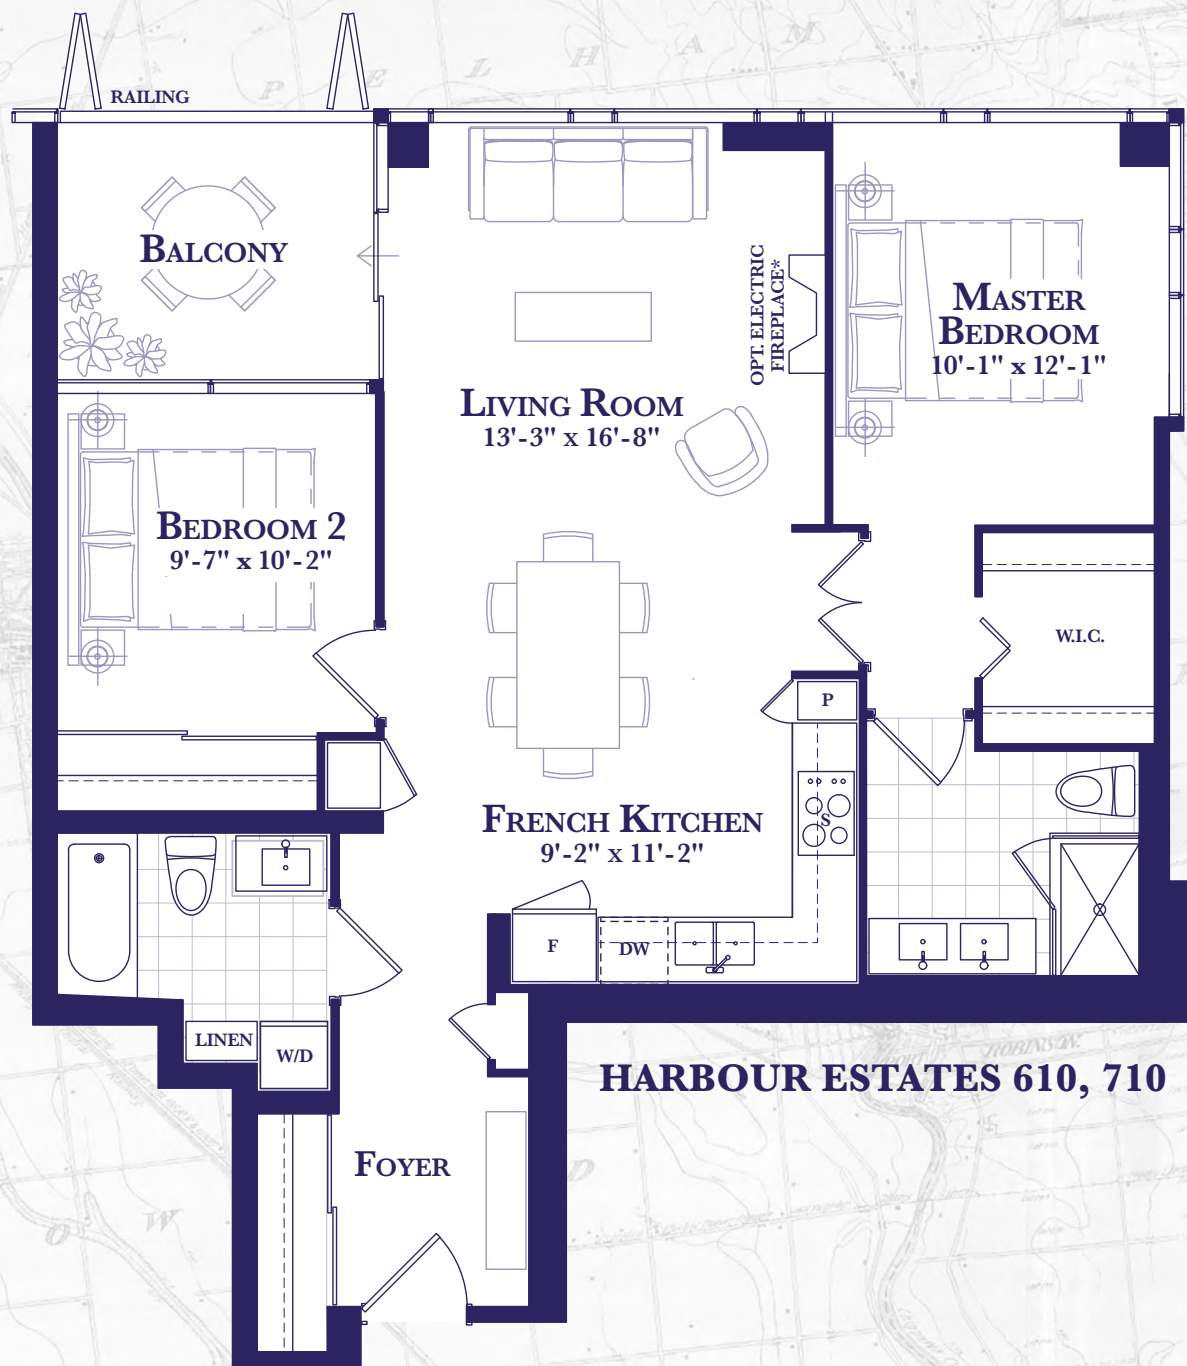 P E L H A M
RAILING
BALCONY
OPT. ELECTRIC
FIREPLACE*
MASTER
BEDROOM
10'-1" x 12'-1"
LIVING ROOM
13'-3" x 16'-8"
BEDROOM 2
9'-7" x 10'-2"
W.I.C.
P
S
FRENCH KITCHEN
9'-2" x 11'-2"
F
DW
LINEN
W/D
ROBINSW.
HARBOUR ESTATES 610, 710
FOYER
D
O W